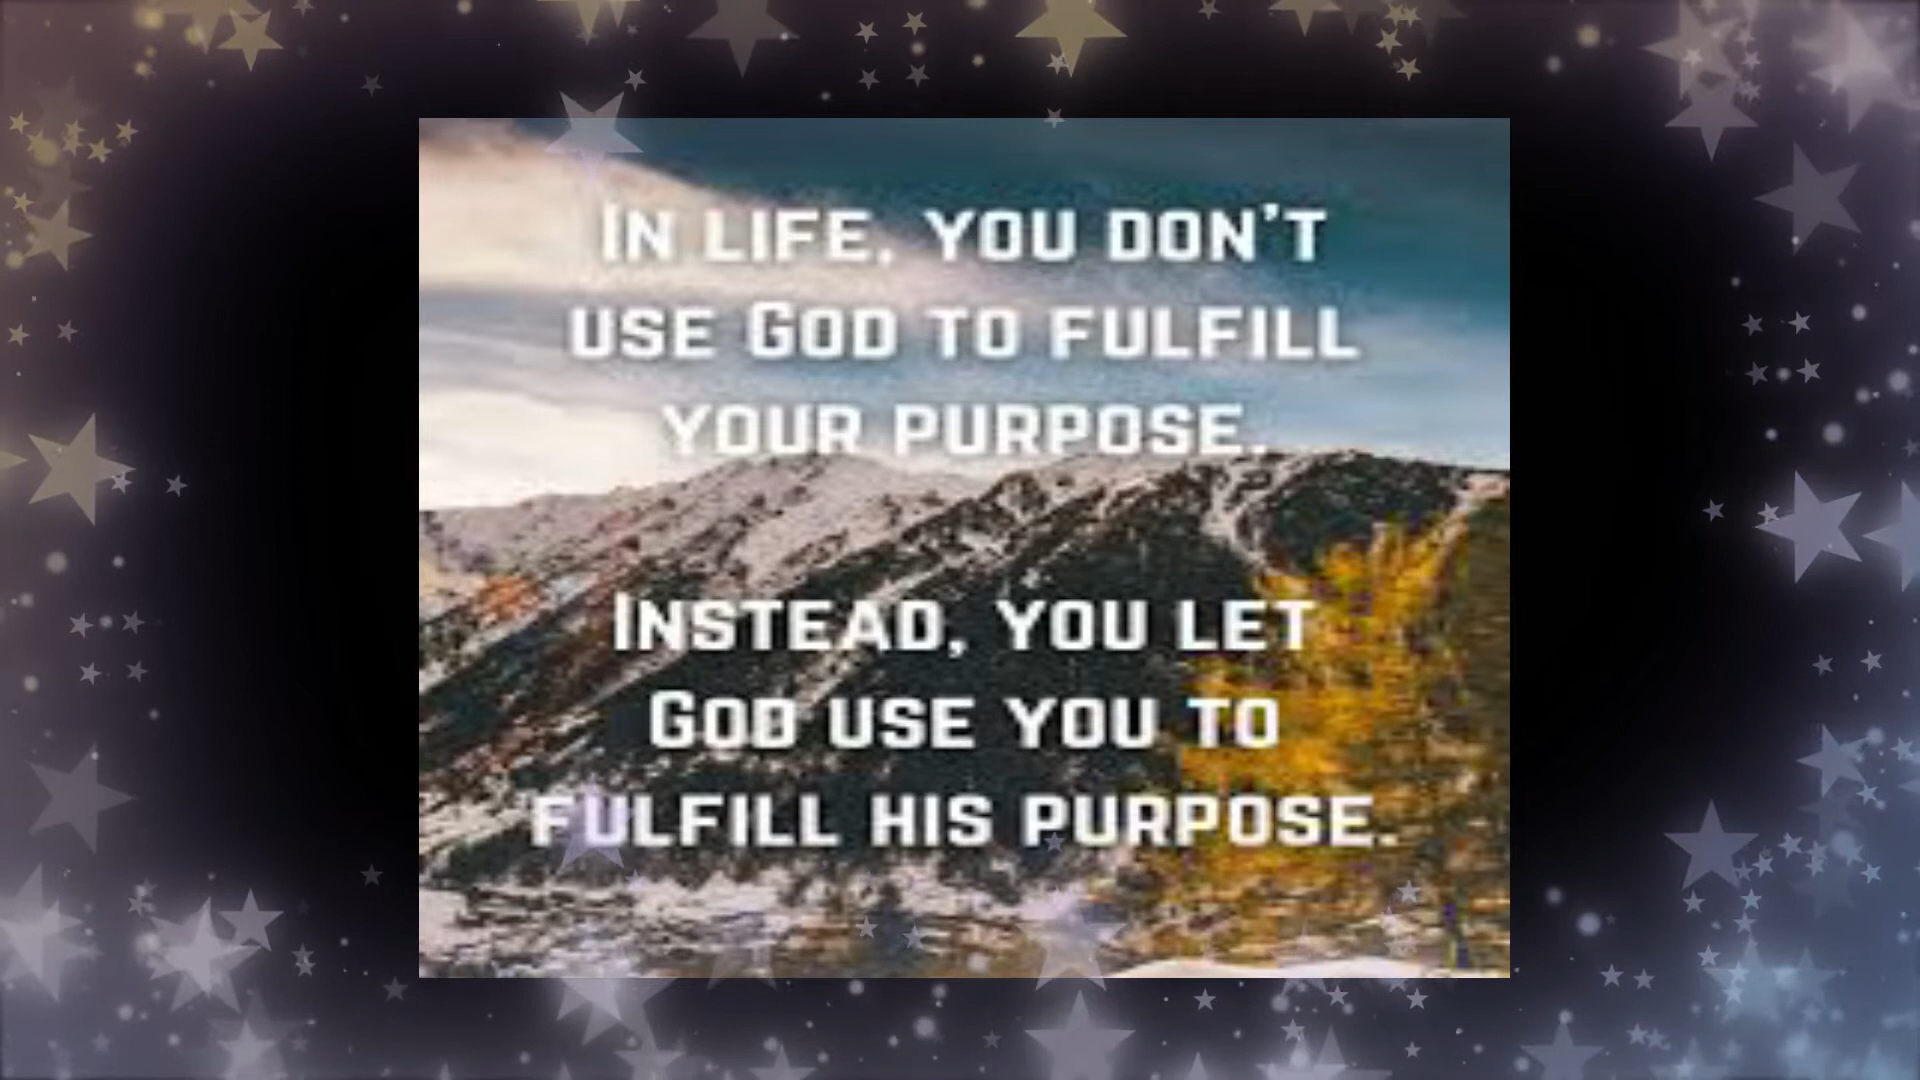 In life, you don't
use God to fulfill
your purpose.
Instead, you let
God use you to
fulfill his purpose.